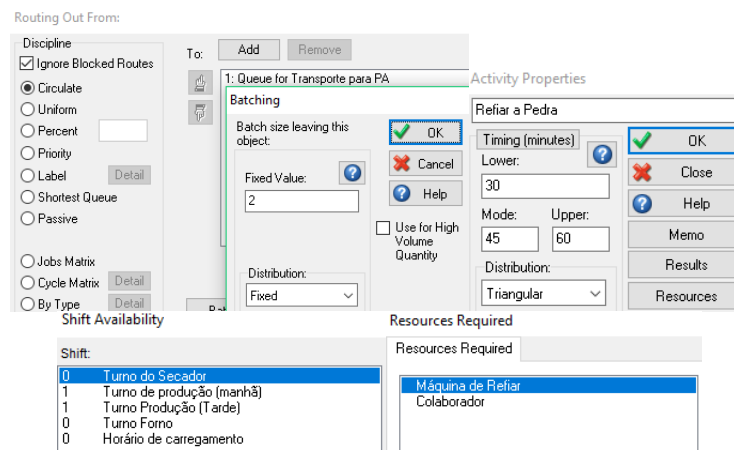 Routing Out From:
Discipline
Ignore Blocked Routes
Circulate
Uniform
Percent
Priority
Label
Detail
Shortest Queue
Passive
Jobs Matrix
Cycle Matrix
Detail
By Type
Detail
To:
Add
Remove
1: Queue for Transporte para PA
Batching
Batch size leaving this
object:
Fixed Value:
2
Distribution:
Fixed
OK
Cancel
Help
Use for High
Volume
Quantity
Activity Properties
Refiar a Pedra
Timing (minutes)
Lower:
30
Mode:
Upper:
45
60
Distribution:
Triangular
OK
Close
Help
Memo
Results
Resources
Shift Availability
Shift:
0 Turno do Secador
1 Turno de produção (manhã)
1 Turno Produção (Tarde)
0 Turno Forno
0 Horário de carregamento
Resources Required
Resources Required
Máquina de Refiar
Colaborador